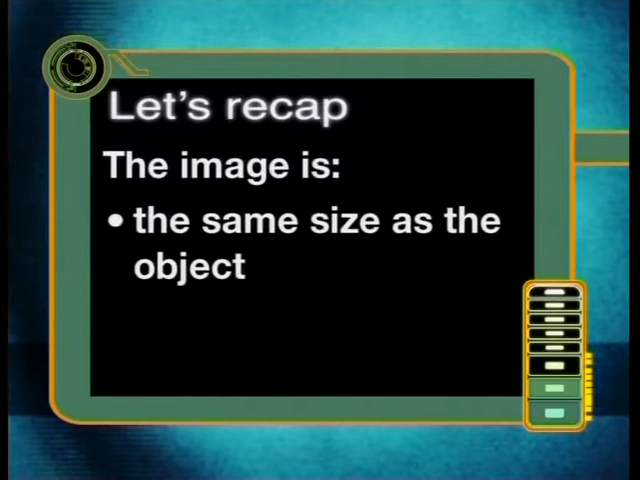 Let's recap
The image is:
• the same size as the
object